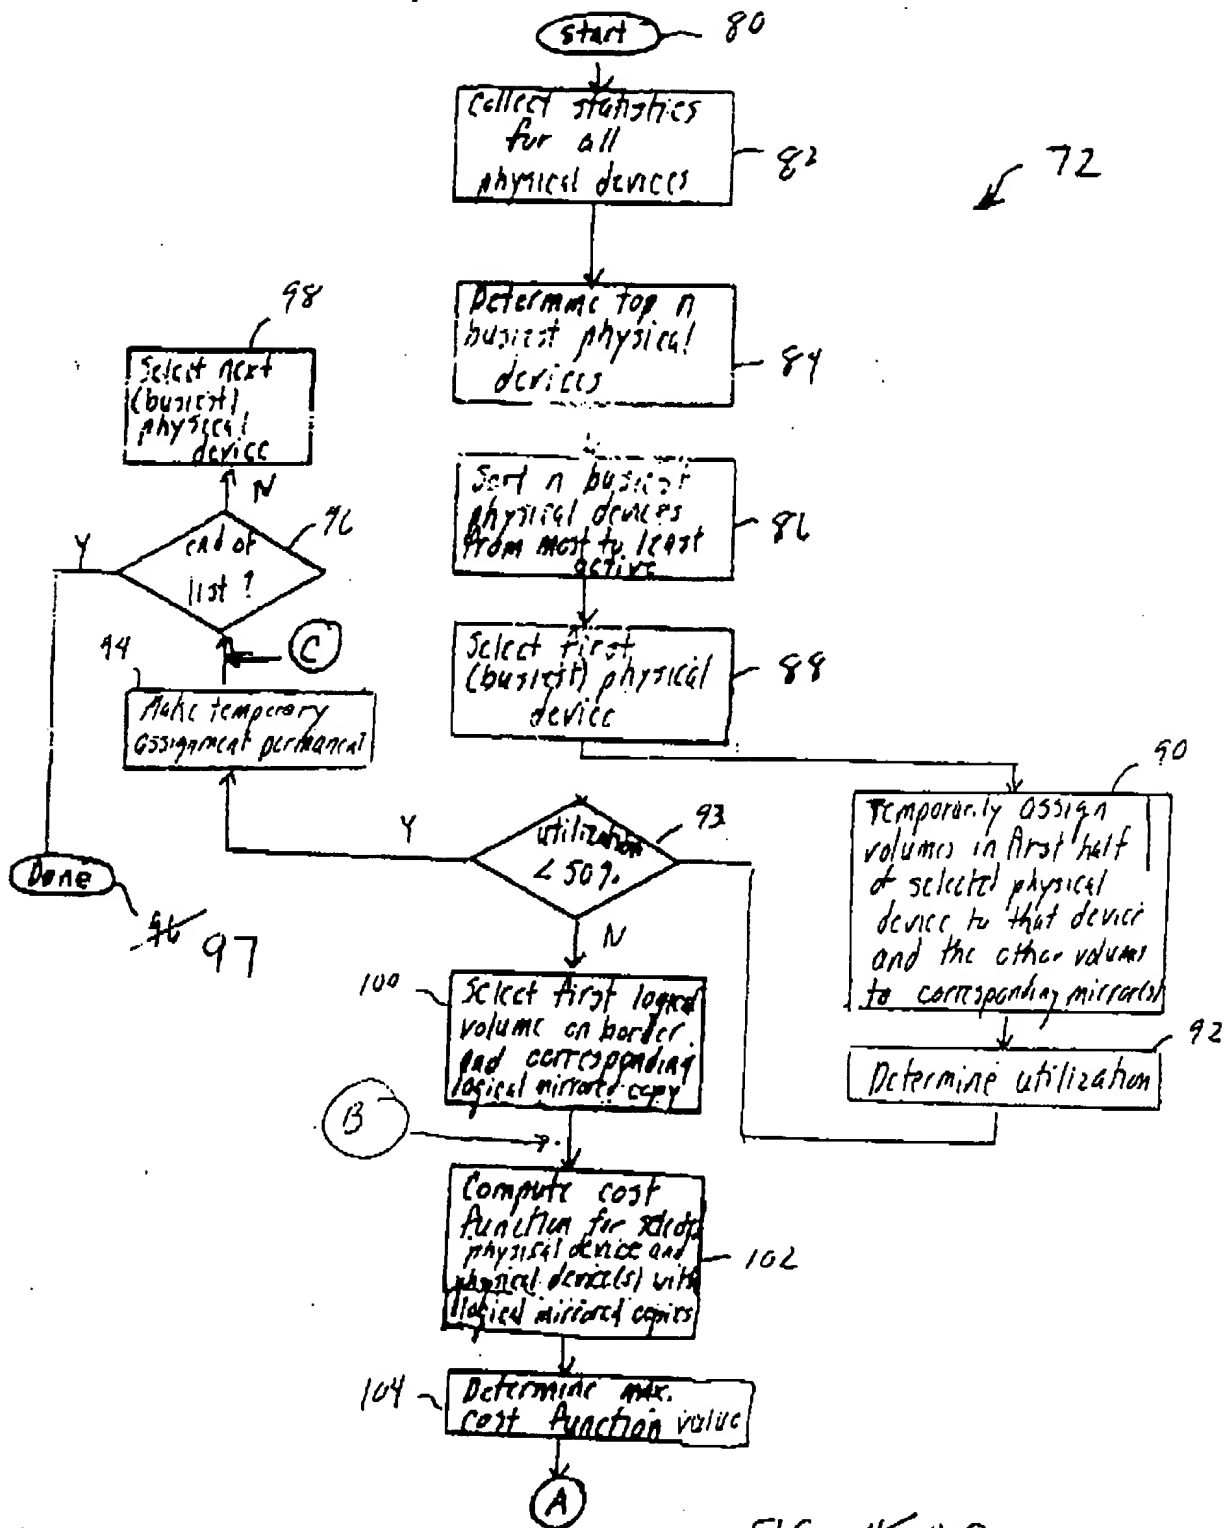 start
80
Collect statistics
for all
physical devices
82
72
Determine top n
busiest physical
devices
84
98
Select next
(busiest)
physical
device
N
Sort n busiest
physical devices
from most to least
active
86
96
end of
list?
Y
C
Select first
(busiest) physical
device
88
94
Make temporary
assignment permanent
90
Temporarily assign
volumes in first half
of selected physical
device to that device
and the other volumes
to corresponding mirror(s)
92
Determine utilization
93
utilization
< 50%
Y
N
Done
96
97
100
Select first logical
volume on border
and corresponding
logical mirrored copy
B
Compute cost
function for
physical device and
physical device(s) with
logical mirrored copies
102
104
Determine max.
cost function value
A
FIG.